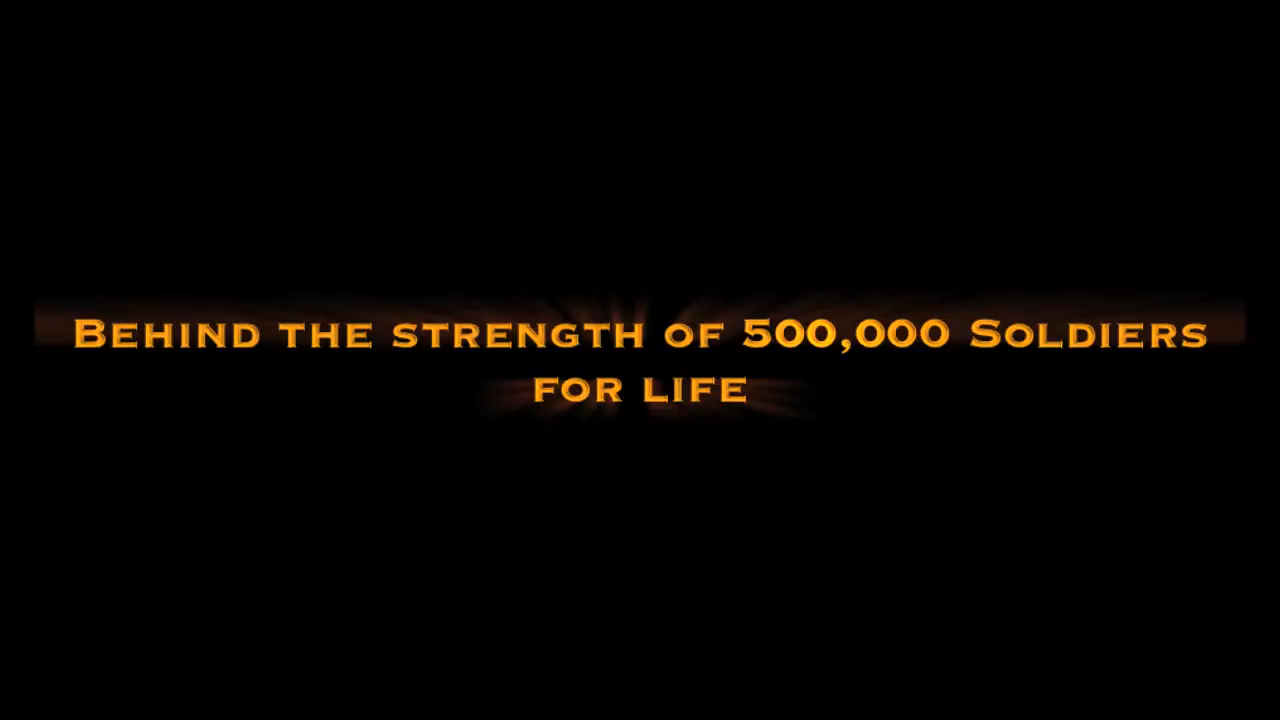 Behind the strength of 500,000 Soldiers
for life